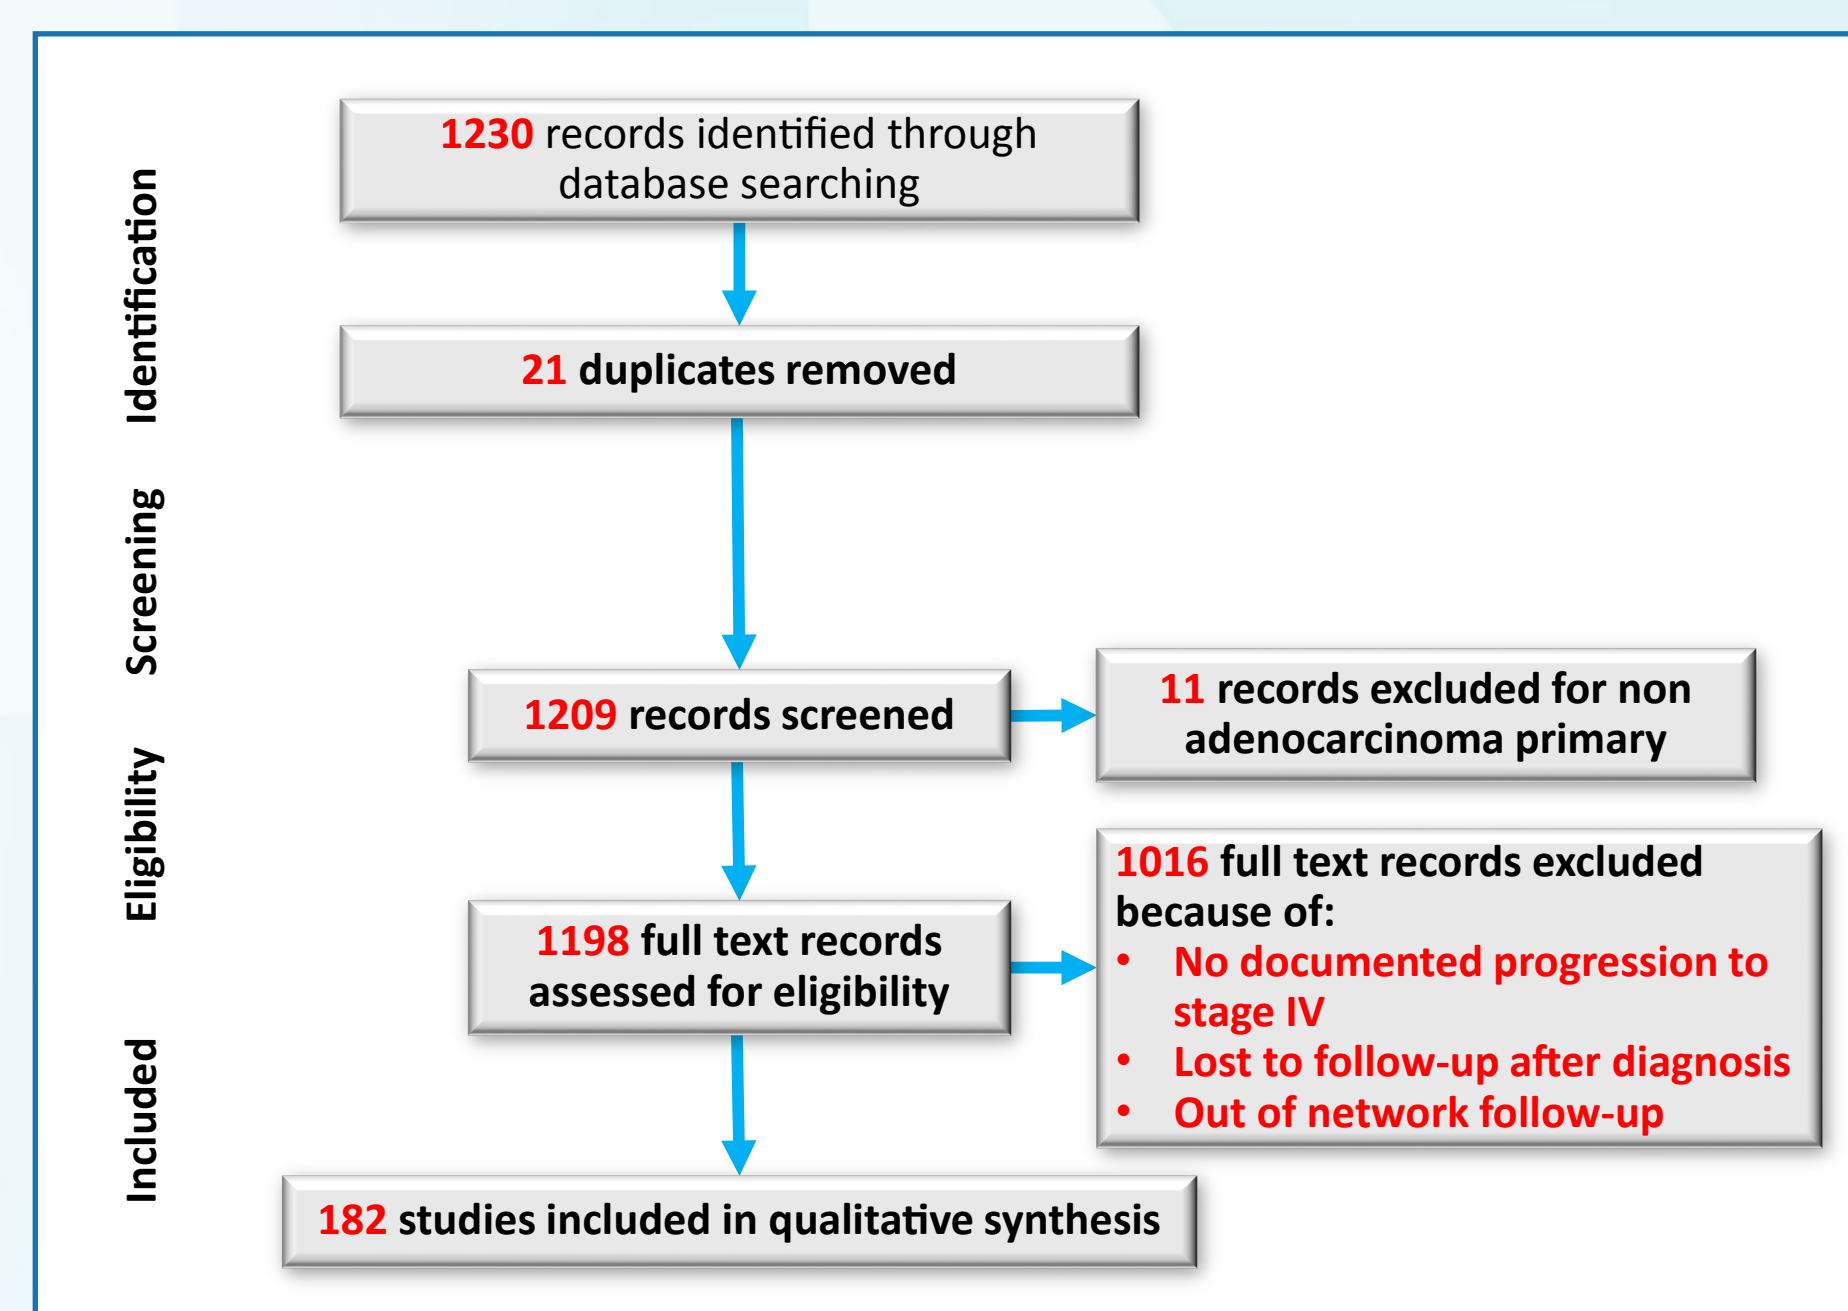 Identification
1230 records identified through
database searching
21 duplicates removed
Screening
1209 records screened
11 records excluded for non
adenocarcinoma primary
Eligibility
1198 full text records
assessed for eligibility
1016 full text records excluded
because of:
• No documented progression to
stage IV
• Lost to follow-up after diagnosis
• Out of network follow-up
Included
182 studies included in qualitative synthesis